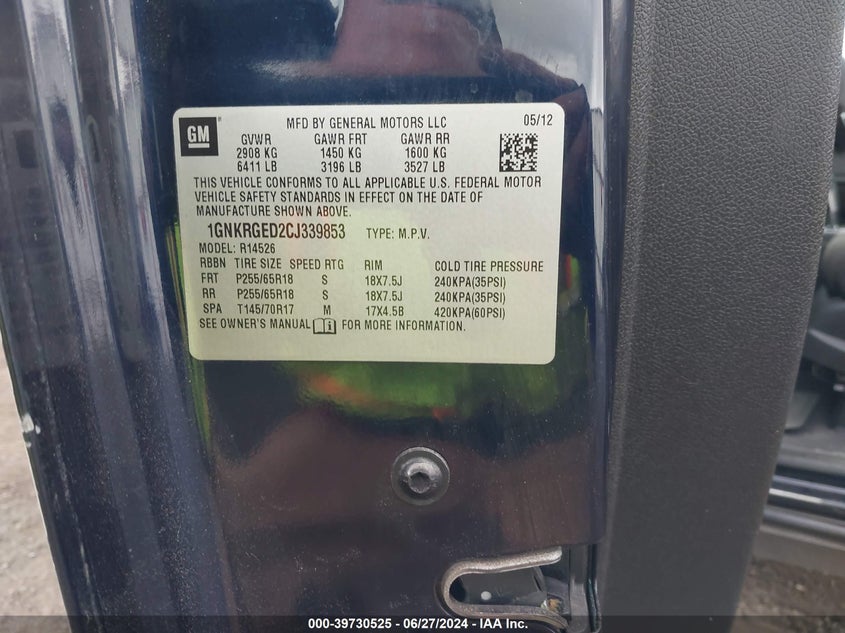 GM
MFD BY GENERAL MOTORS LLC 05/12
GVWR GAWR FRT GAWR RR
2908 KG 1450 KG 1600 KG
6411 LB 3196 LB 3527 LB
THIS VEHICLE CONFORMS TO ALL APPLICABLE U.S. FEDERAL MOTOR
VEHICLE SAFETY STANDARDS IN EFFECT ON THE DATE OF
MANUFACTURE SHOWN ABOVE.
1GNKRGED2CJ339853 TYPE: M.P.V.
MODEL: R14526
RBBN TIRE SIZE SPEED RTG RIM COLD TIRE PRESSURE
FRT P255/65R18 S 18X7.5J 240KPA(35PSI)
RR P255/65R18 S 18X7.5J 240KPA(35PSI)
SPA T145/70R17 M 17X4.5B 420KPA(60PSI)
SEE OWNER'S MANUAL FOR MORE INFORMATION.
000-39730525 - 06/27/2024 - IAA Inc.